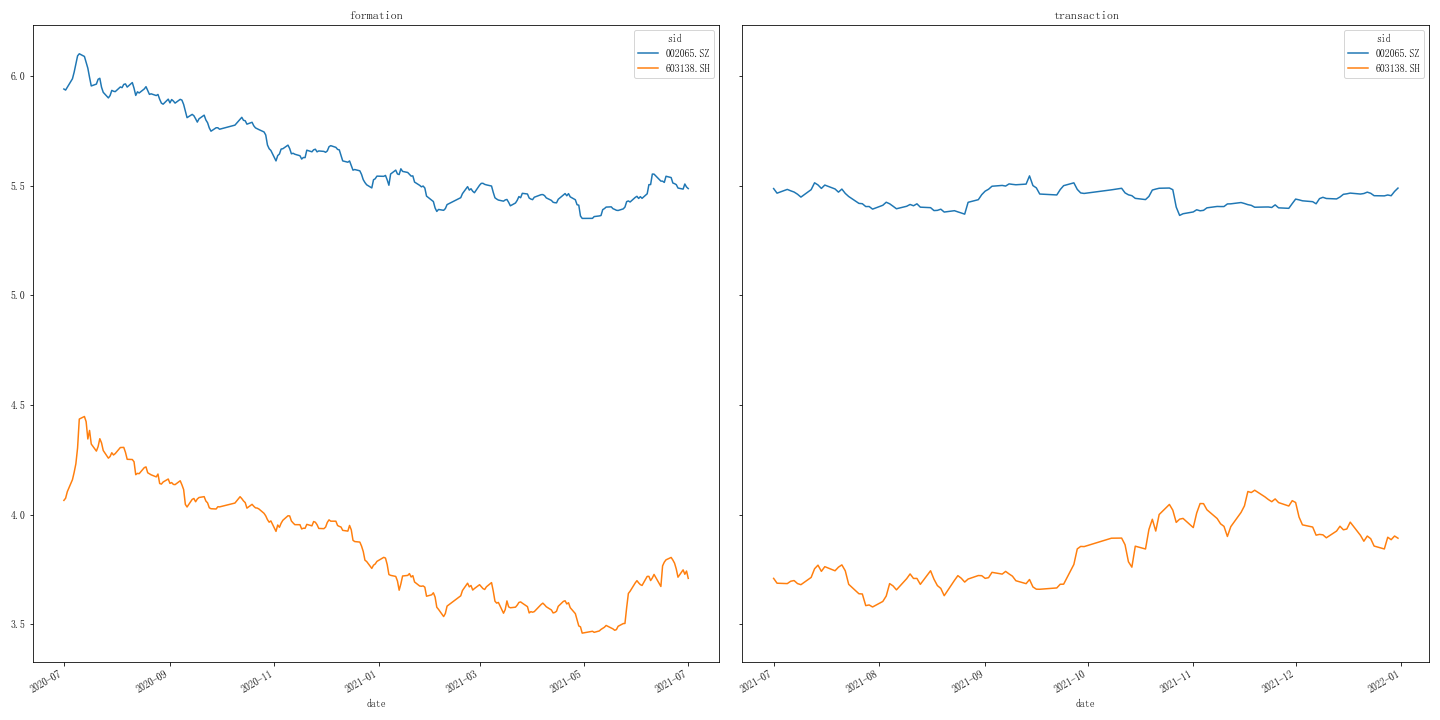 formation
sid
002065.SZ
603138.SH
6.0
5.5
5.0
4.5
4.0
3.5
2020-07
2020-09
2020-11
2021-01
2021-03
2021-05
2021-07
date
transaction
sid
002065.SZ
603138.SH
2021-07
2021-08
2021-09
2021-10
2021-11
2021-12
2022-01
date